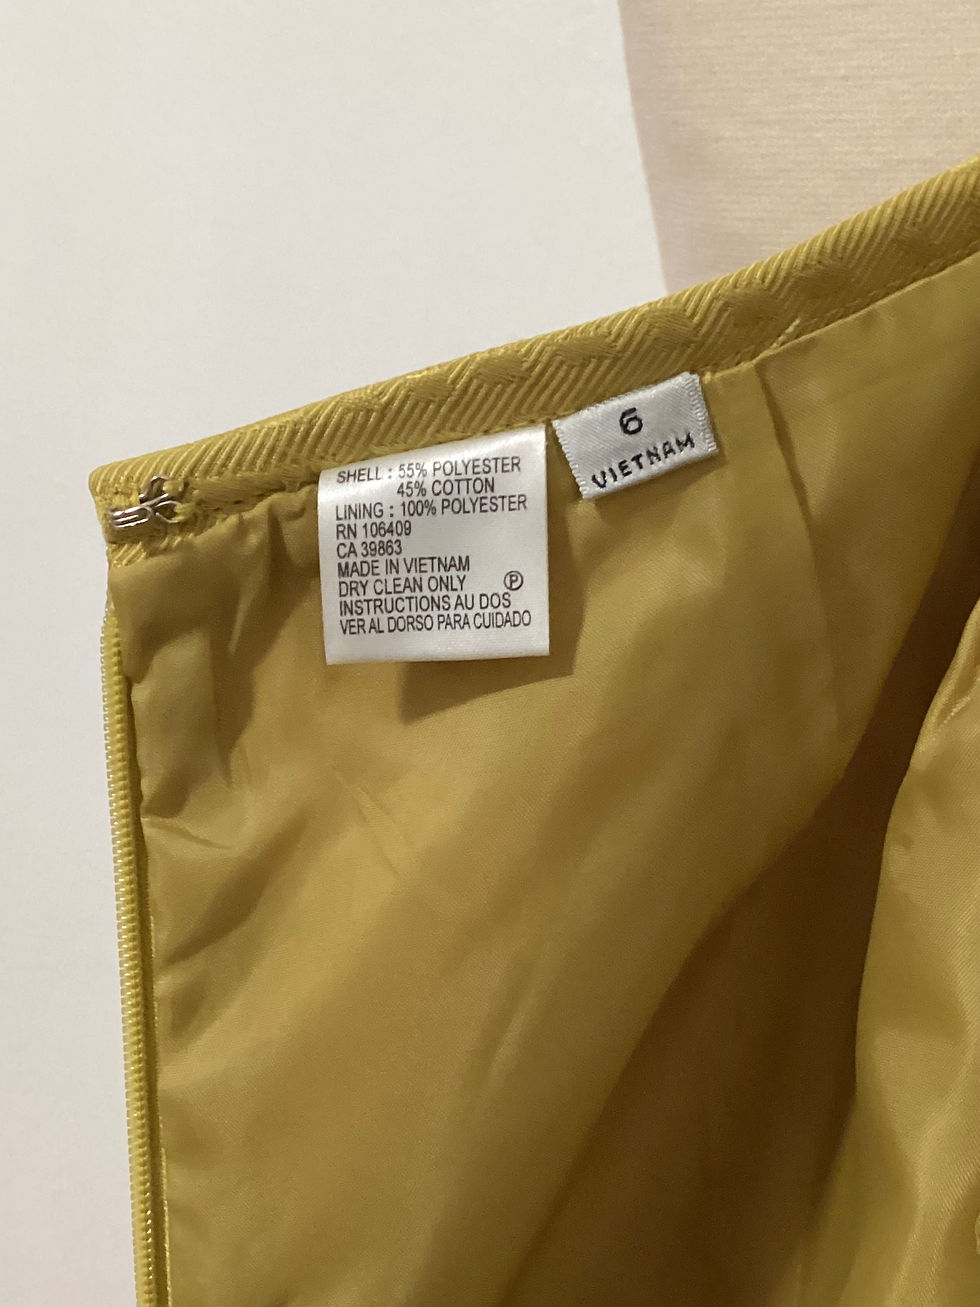 SHELL : 55% POLYESTER
45% COTTON
LINING : 100% POLYESTER
RN 106409
CA 39863
MADE IN VIETNAM
DRY CLEAN ONLY Ⓟ
INSTRUCTIONS AU DOS
VER AL DORSO PARA CUIDADO
6
VIETNAM